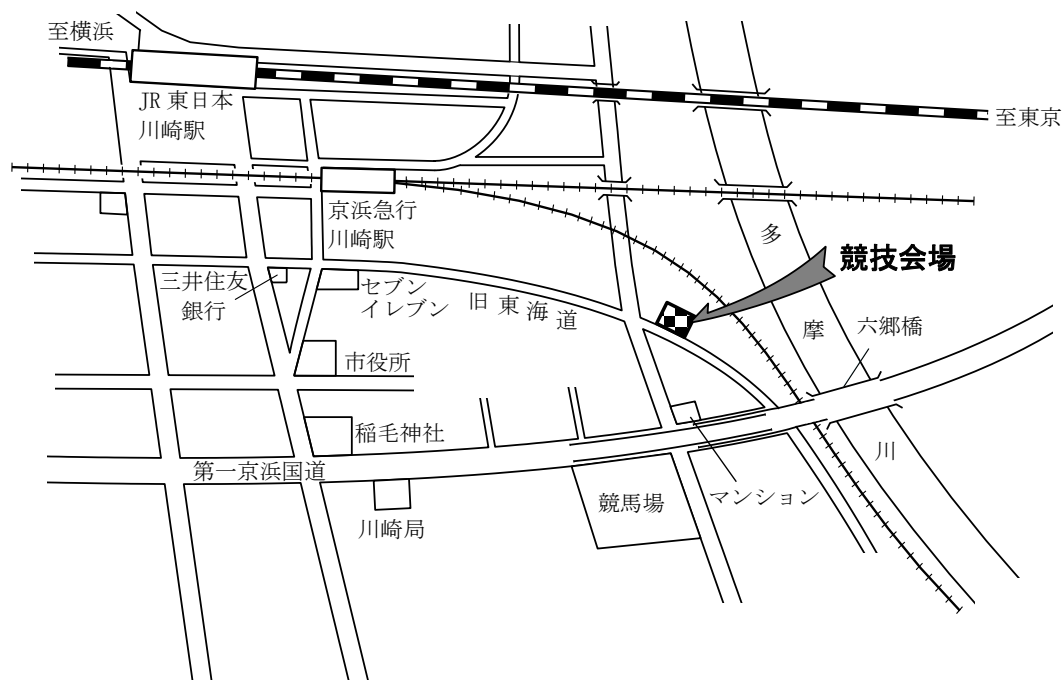 至横浜
JR 東日本
川崎駅
至東京
京浜急行
川崎駅
多
摩
川
競技会場
三井住友
銀行
セブン
イレブン
旧東海道
六郷橋
市役所
稲毛神社
第一京浜国道
川崎局
競馬場
マンション